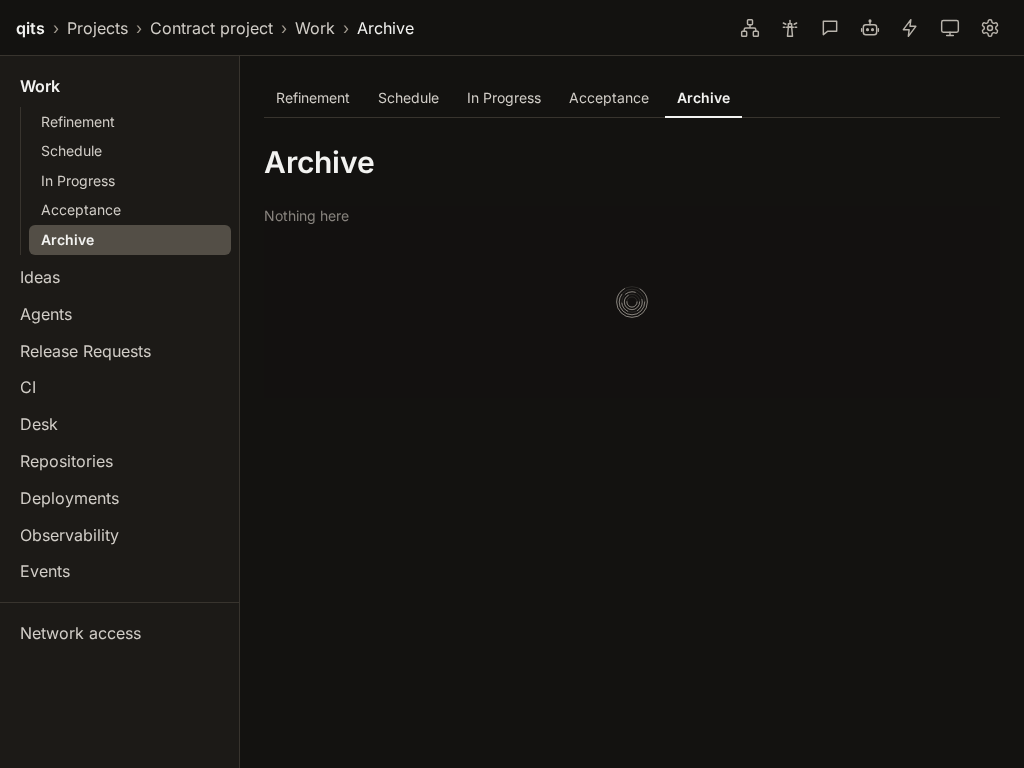 qits › Projects › Contract project › Work › Archive
Work
Refinement
Schedule
In Progress
Acceptance
Archive
Ideas
Agents
Release Requests
CI
Desk
Repositories
Deployments
Observability
Events
Network access
Refinement Schedule In Progress Acceptance Archive
Archive
Nothing here